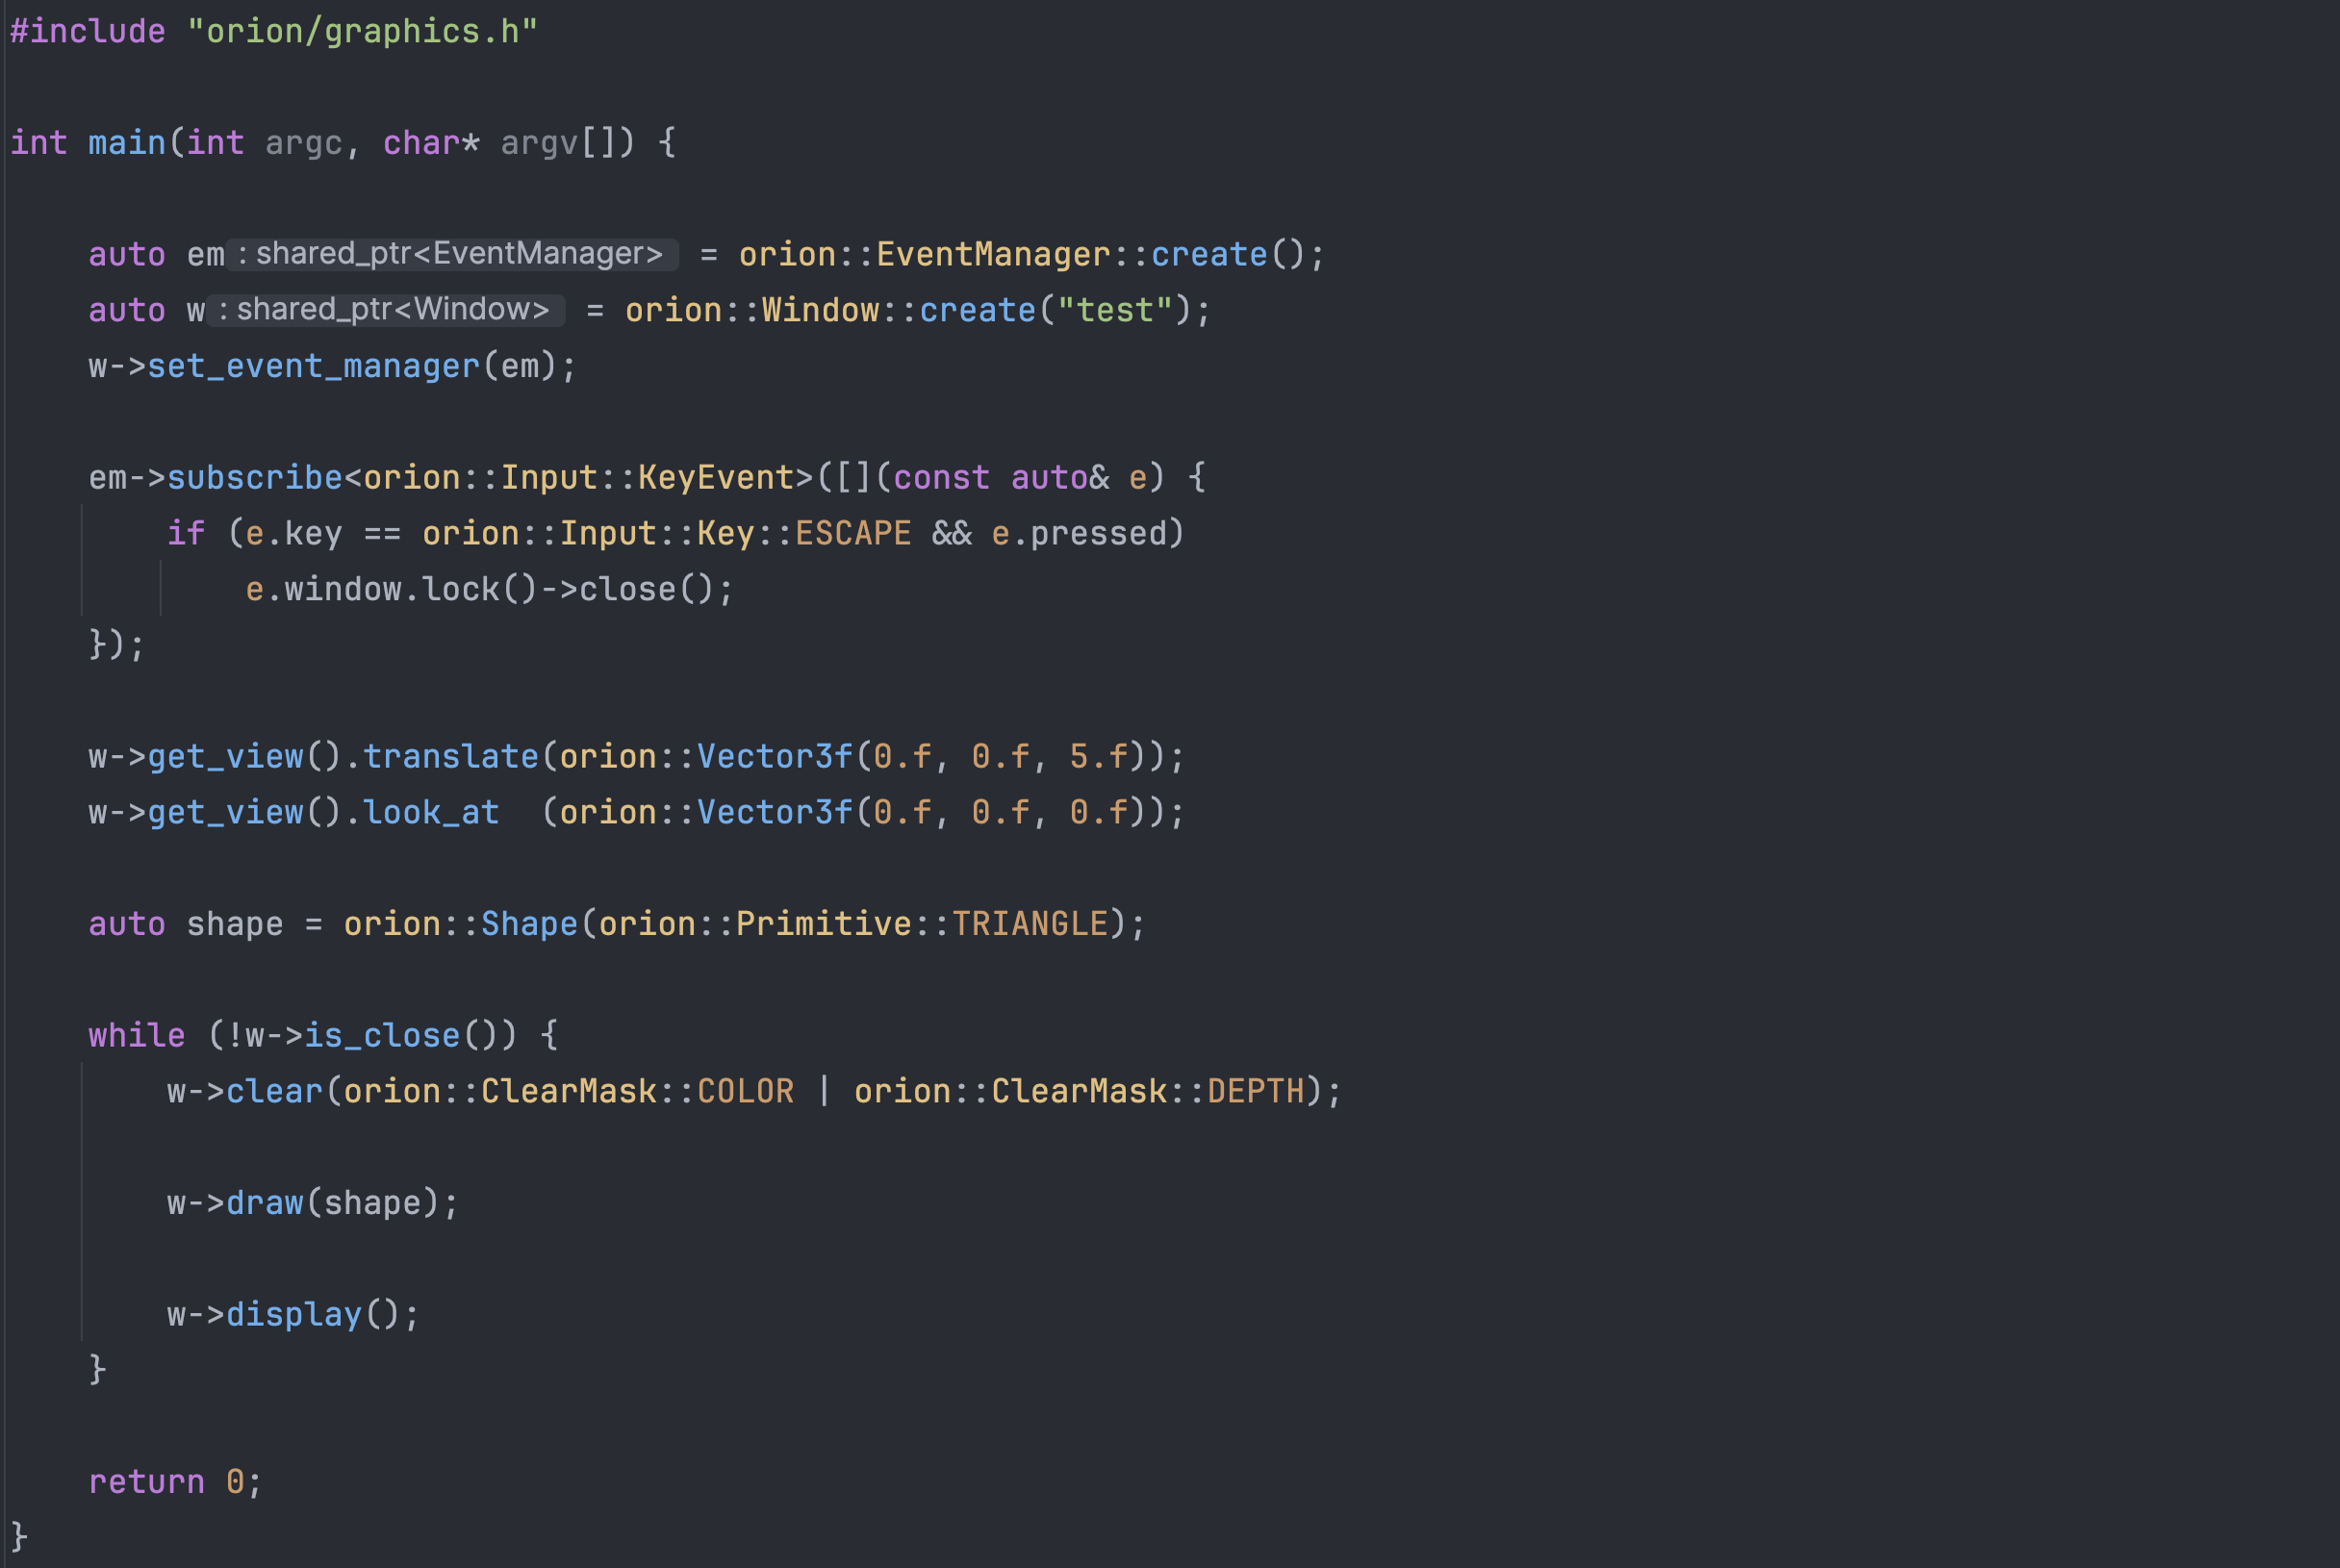 #include "orion/graphics.h"
int main(int argc, char* argv[]) {
auto em : shared_ptr<EventManager> = orion::EventManager::create();
auto w : shared_ptr<Window> = orion::Window::create("test");
w->set_event_manager(em);
em->subscribe<orion::Input::KeyEvent>([](const auto& e) {
if (e.key == orion::Input::Key::ESCAPE && e.pressed)
e.window.lock()->close();
});
w->get_view().translate(orion::Vector3f(0.f, 0.f, 5.f));
w->get_view().look_at  (orion::Vector3f(0.f, 0.f, 0.f));
auto shape = orion::Shape(orion::Primitive::TRIANGLE);
while (!w->is_close()) {
w->clear(orion::ClearMask::COLOR | orion::ClearMask::DEPTH);
w->draw(shape);
w->display();
}
return 0;
}